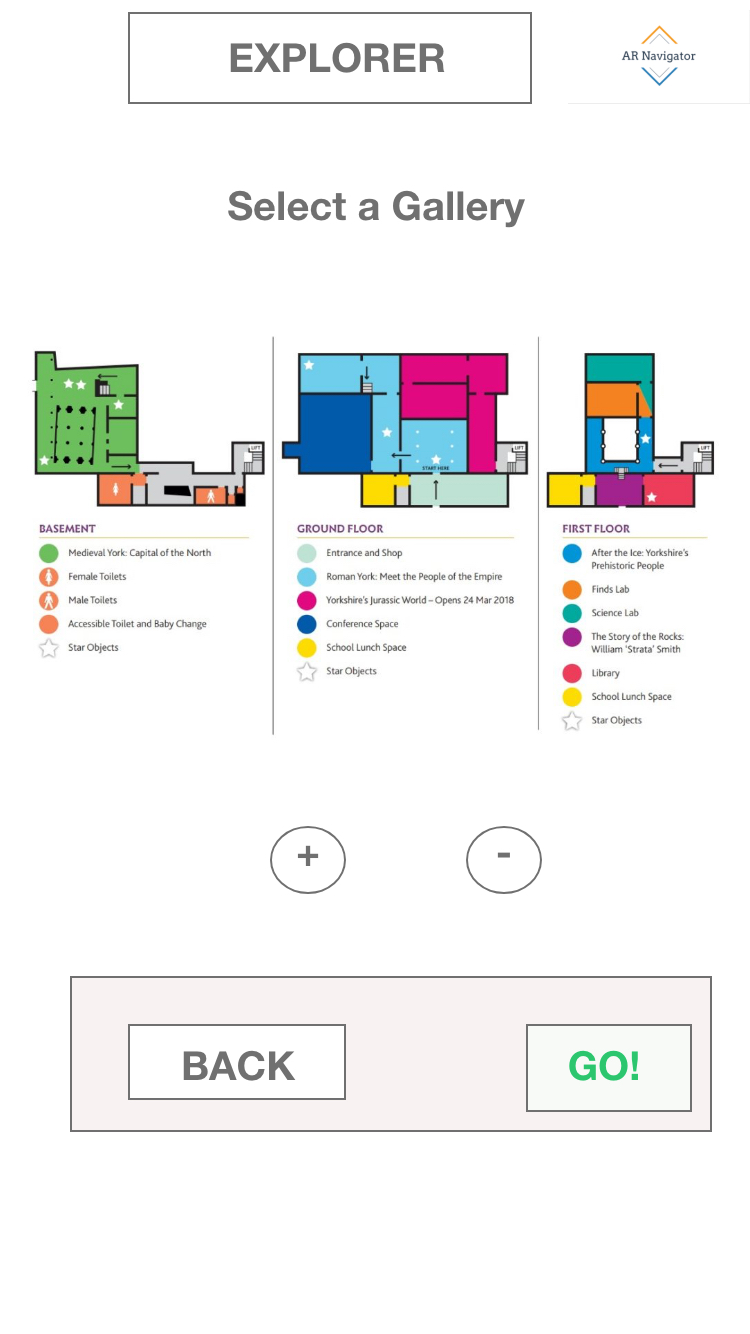 EXPLORER
AR Navigator
Select a Gallery
LIFT
START HERE
LIFT
LIFT
BASEMENT
Medieval York: Capital of the North
Female Toilets
Male Toilets
Accessible Toilet and Baby Change
Star Objects
GROUND FLOOR
Entrance and Shop
Roman York: Meet the People of the Empire
Yorkshire's Jurassic World – Opens 24 Mar 2018
Conference Space
School Lunch Space
Star Objects
FIRST FLOOR
After the Ice: Yorkshire's
Prehistoric People
Finds Lab
Science Lab
The Story of the Rocks:
William 'Strata' Smith
Library
School Lunch Space
Star Objects
+
-
BACK
GO!